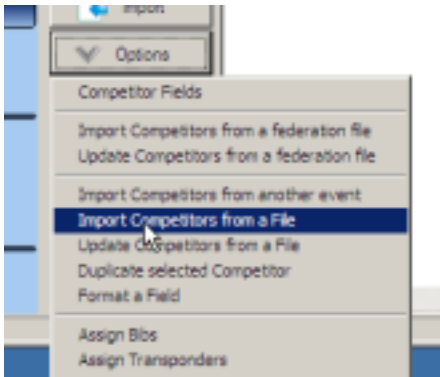 Import
Options
Competitor Fields
Import Competitors from a federation file
Update Competitors from a federation file
Import Competitors from another event
Import Competitors from a File
Update Competitors from a File
Duplicate selected Competitor
Format a Field
Assign Bibs
Assign Transponders